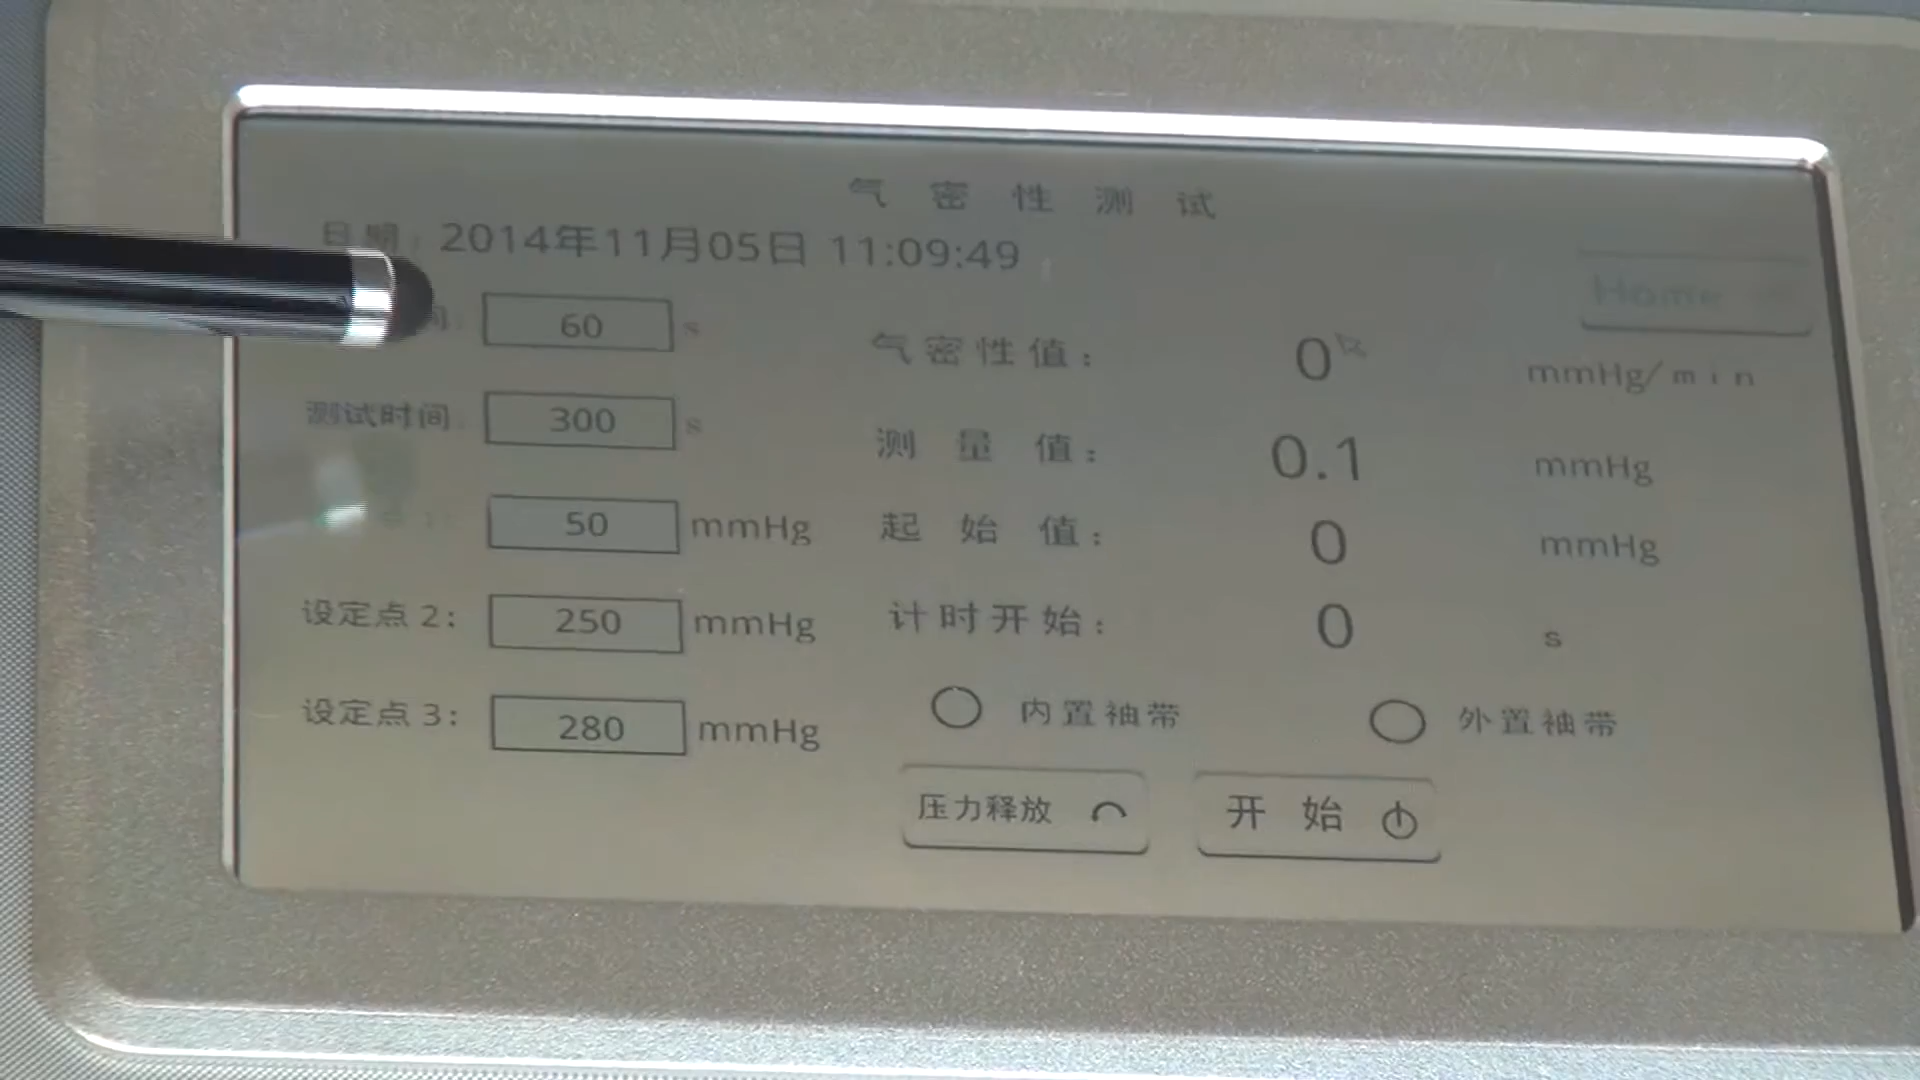 气密性测试
日期：2014年11月05日 11:09:49
Home
间： 60 s
测试时间： 300 s
50 mmHg
设定点 2： 250 mmHg
设定点 3： 280 mmHg
气密性值： 0 mmHg/min
测量值： 0.1 mmHg
起始值： 0 mmHg
计时开始： 0 s
内置袖带 外置袖带
压力释放 开始